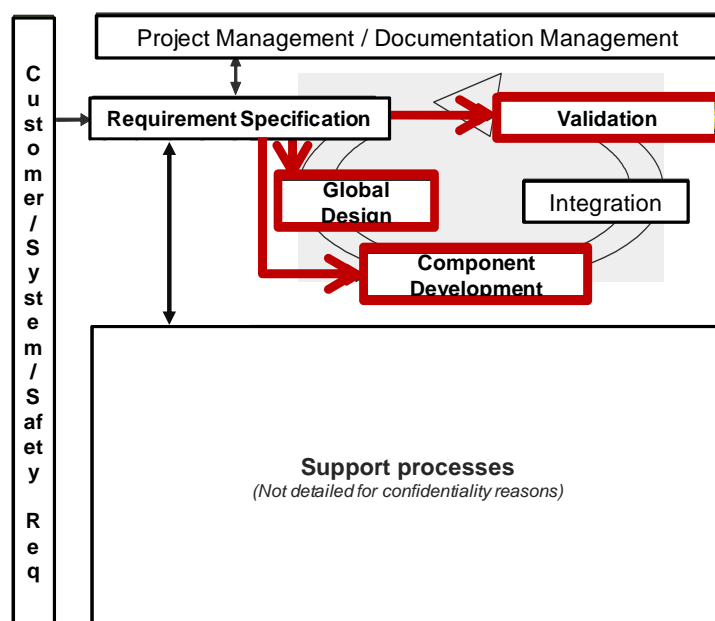 Project Management / Documentation Management
C
u
st
o
m
er
/
S
y
st
e
m
/
S
af
et
y
R
e
q
Requirement Specification
Validation
Global
Design
Integration
Component
Development
Support processes
(Not detailed for confidentiality reasons)